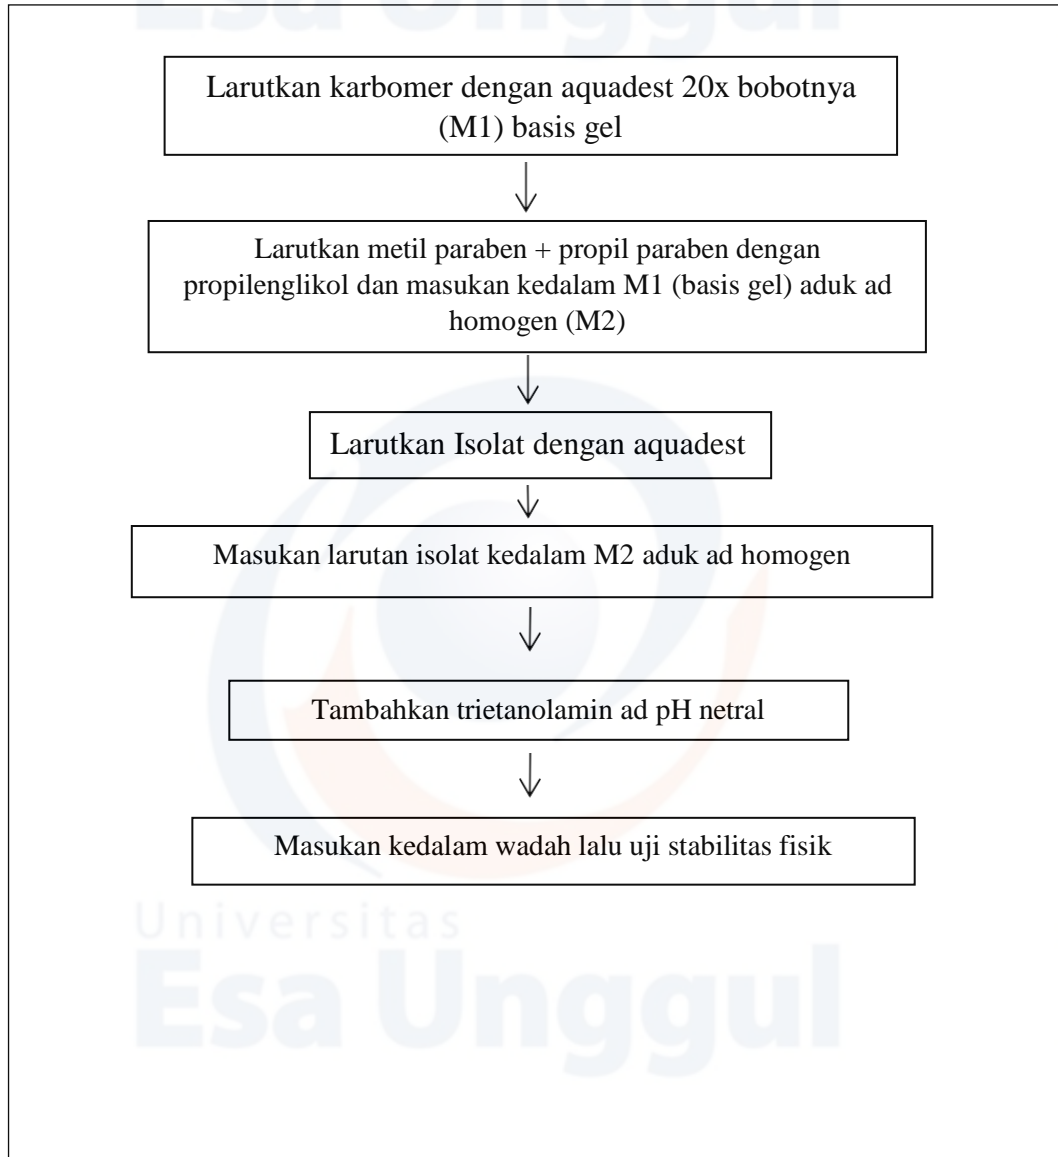 Esa Unggul
Larutkan karbomer dengan aquadest 20x bobotnya
(M1) basis gel
Larutkan metil paraben + propil paraben dengan
propilenglikol dan masukan kedalam M1 (basis gel) aduk ad
homogen (M2)
Larutkan Isolat dengan aquadest
Masukan larutan isolat kedalam M2 aduk ad homogen
Tambahkan trietanolamin ad pH netral
Masukan kedalam wadah lalu uji stabilitas fisik
Universitas
Esa Unggul